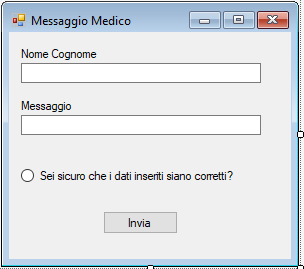 Messaggio Medico
Nome Cognome
Messaggio
Sei sicuro che i dati inseriti siano corretti?
Invia